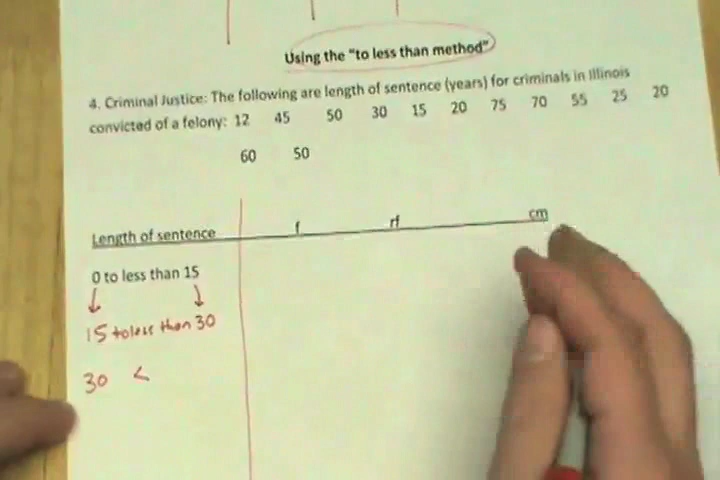 Using the "to less than method"
4. Criminal Justice: The following are length of sentence (years) for criminals in Illinois
convicted of a felony: 12 45 50 30 15 20 75 70 55 25 20
60 50
Length of sentence f rf cm
0 to less than 15
15 to less than 30
30 <